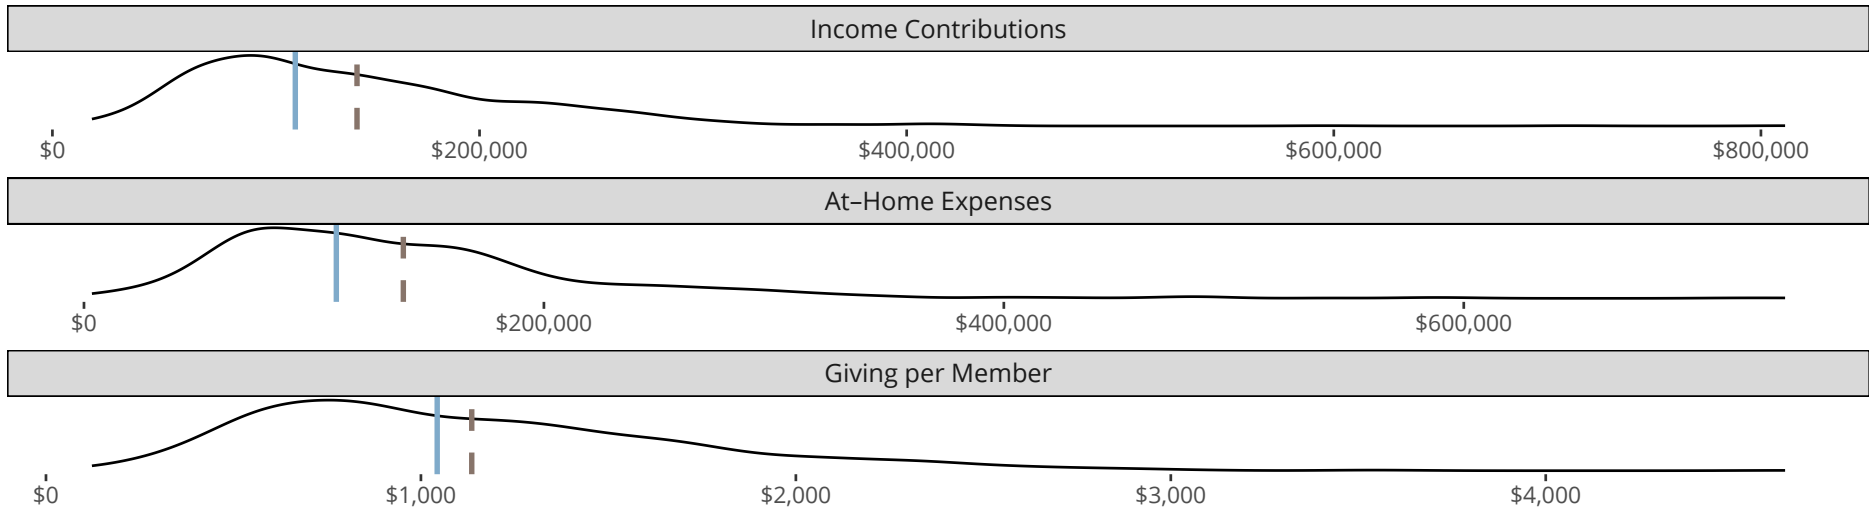 Income Contributions
$0 $200,000 $400,000 $600,000 $800,000
At–Home Expenses
$0 $200,000 $400,000 $600,000
Giving per Member
$0 $1,000 $2,000 $3,000 $4,000